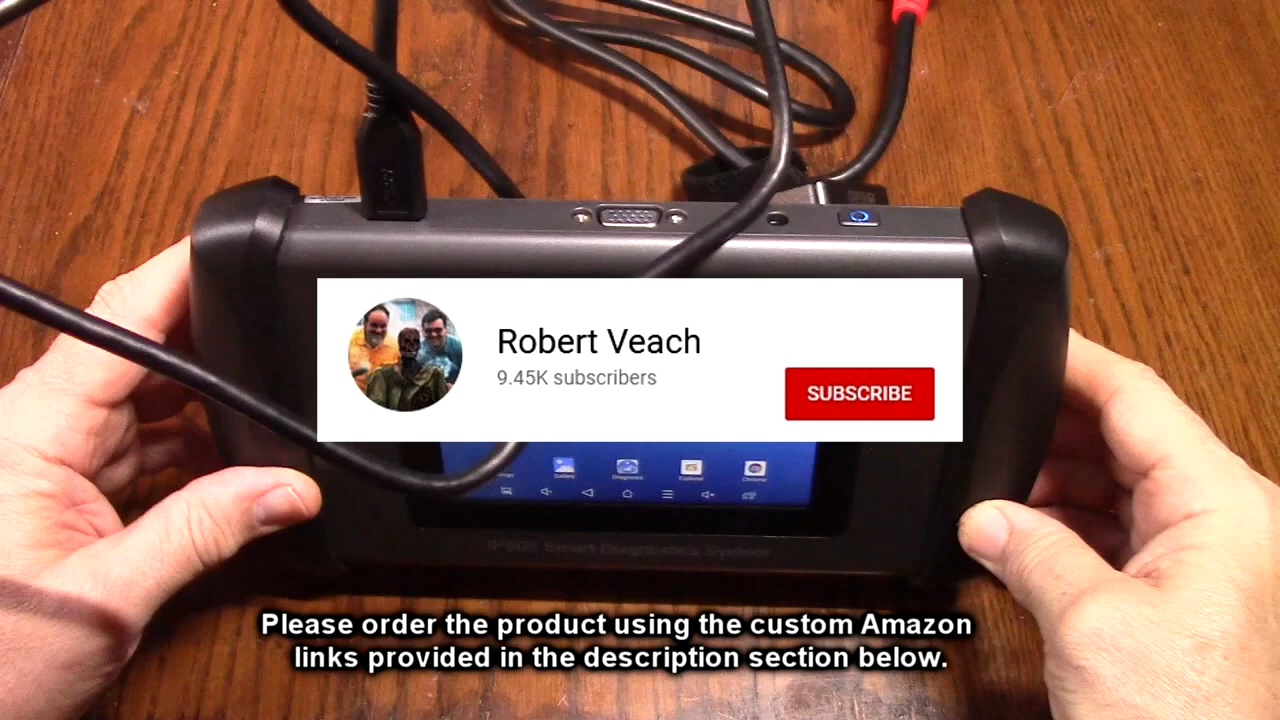 Robert Veach
9.45K subscribers
SUBSCRIBE
Gallery
Diagnosis
Explorer
Chrome
Smart Diagnostics System
Please order the product using the custom Amazon
links provided in the description section below.